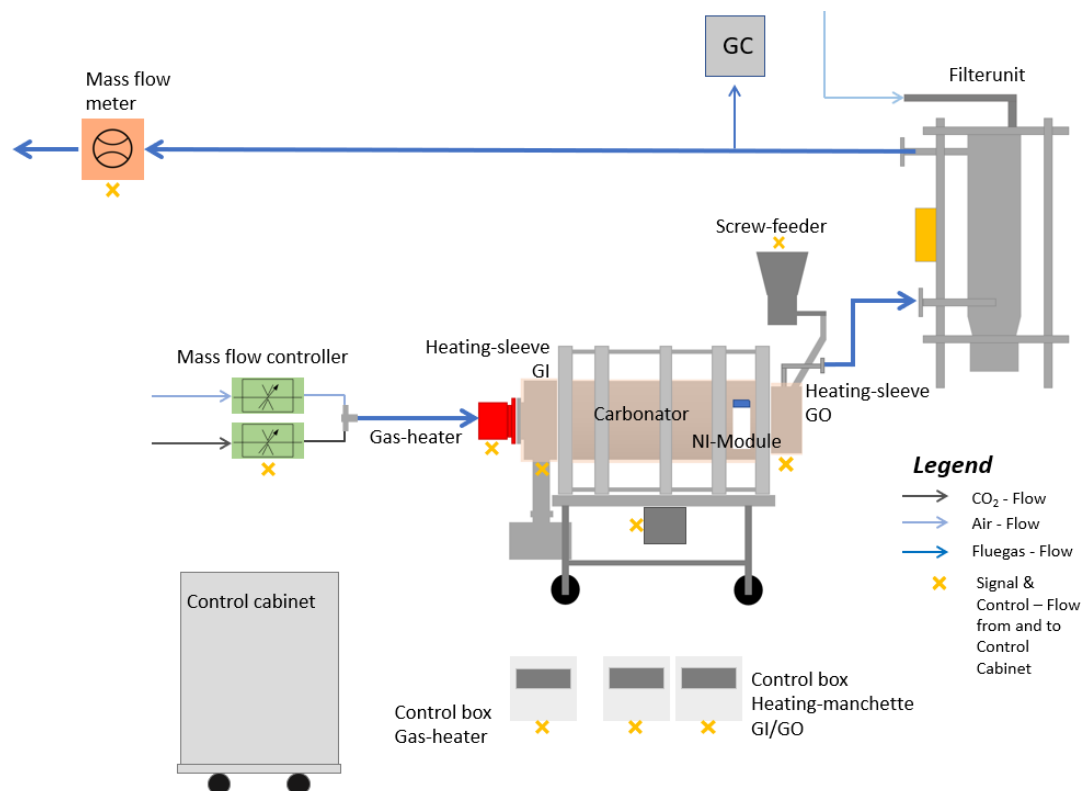 GC
Mass flow
meter
Filterunit
Screw-feeder
Mass flow controller
Heating-sleeve
GI
Gas-heater
Carbonator
NI-Module
Heating-sleeve
GO
Legend
CO₂ - Flow
Air - Flow
Fluegas - Flow
Signal &
Control – Flow
from and to
Control
Cabinet
Control cabinet
Control box
Gas-heater
Control box
Heating-manchette
GI/GO